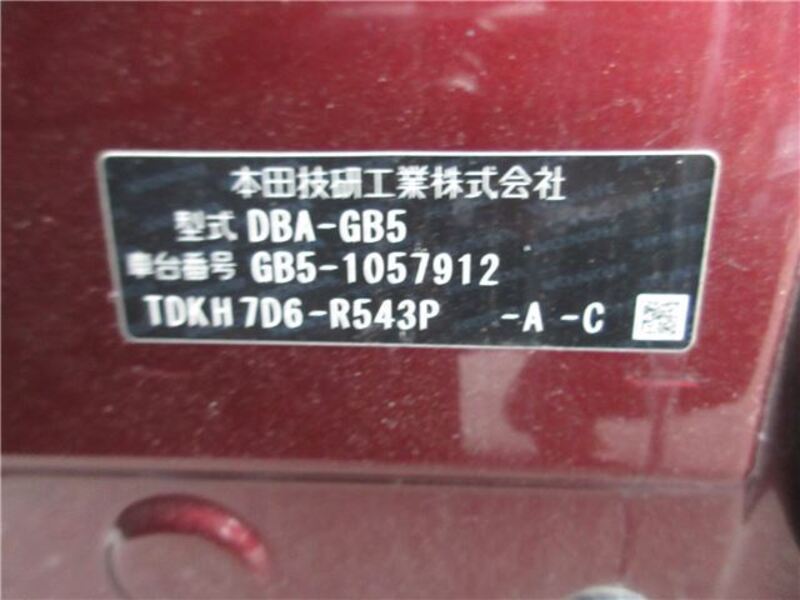 本田技研工業株式会社
型式 DBA-GB5
車台番号 GB5-1057912
TDKH7D6-R543P -A -C